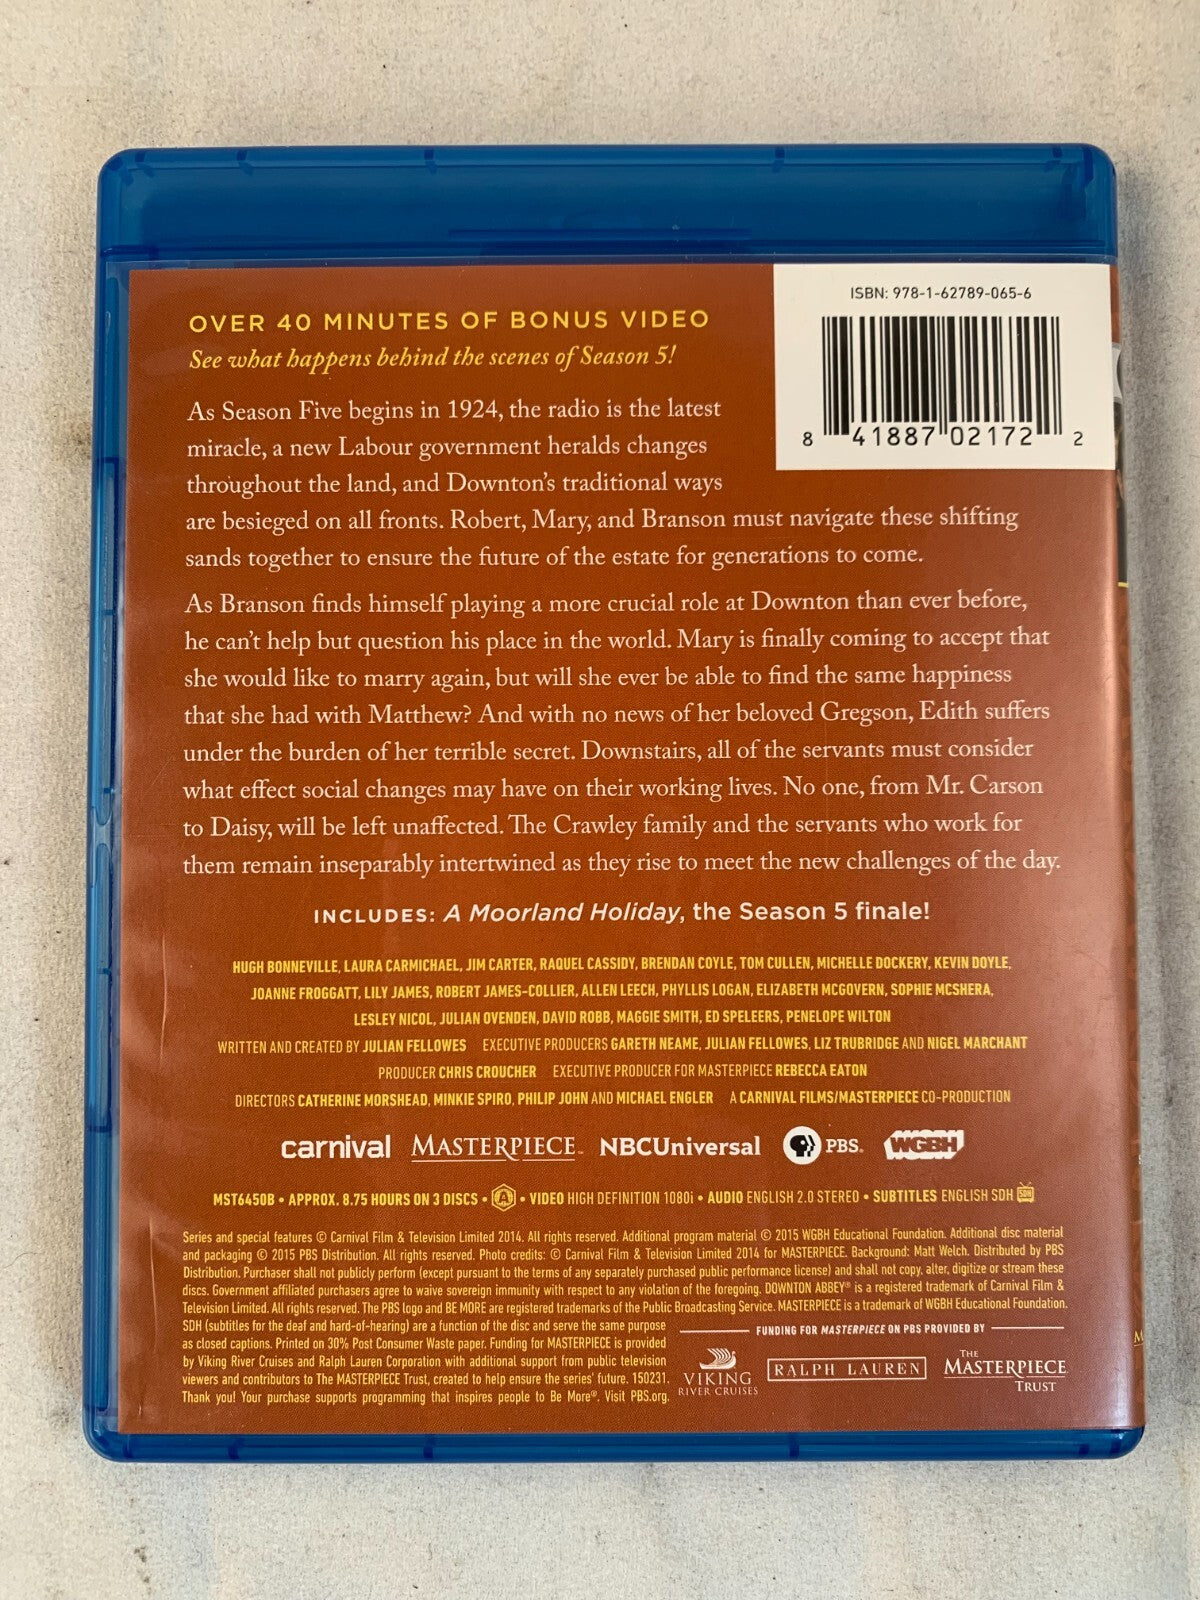 ISBN: 978-1-62789-065-6
8 41887 02172 2
OVER 40 MINUTES OF BONUS VIDEO
See what happens behind the scenes of Season 5!
As Season Five begins in 1924, the radio is the latest
miracle, a new Labour government heralds changes
throughout the land, and Downton's traditional ways
are besieged on all fronts. Robert, Mary, and Branson must navigate these shifting
sands together to ensure the future of the estate for generations to come.
As Branson finds himself playing a more crucial role at Downton than ever before,
he can't help but question his place in the world. Mary is finally coming to accept that
she would like to marry again, but will she ever be able to find the same happiness
that she had with Matthew? And with no news of her beloved Gregson, Edith suffers
under the burden of her terrible secret. Downstairs, all of the servants must consider
what effect social changes may have on their working lives. No one, from Mr. Carson
to Daisy, will be left unaffected. The Crawley family and the servants who work for
them remain inseparably intertwined as they rise to meet the new challenges of the day.
INCLUDES: A Moorland Holiday, the Season 5 finale!
HUGH BONNEVILLE, LAURA CARMICHAEL, JIM CARTER, RAQUEL CASSIDY, BRENDAN COYLE, TOM CULLEN, MICHELLE DOCKERY, KEVIN DOYLE,
JOANNE FROGGATT, LILY JAMES, ROBERT JAMES-COLLIER, ALLEN LEECH, PHYLLIS LOGAN, ELIZABETH MCGOVERN, SOPHIE MCSHERA,
LESLEY NICOL, JULIAN OVENDEN, DAVID ROBB, MAGGIE SMITH, ED SPELEERS, PENELOPE WILTON
WRITTEN AND CREATED BY JULIAN FELLOWES EXECUTIVE PRODUCERS GARETH NEAME, JULIAN FELLOWES, LIZ TRUBRIDGE AND NIGEL MARCHANT
PRODUCER CHRIS CROUCHER EXECUTIVE PRODUCER FOR MASTERPIECE REBECCA EATON
DIRECTORS CATHERINE MORSHEAD, MINKIE SPIRO, PHILIP JOHN AND MICHAEL ENGLER A CARNIVAL FILMS/MASTERPIECE CO-PRODUCTION
carnival MASTERPIECE NBCUniversal PBS. WGBH
MST6450B • APPROX. 8.75 HOURS ON 3 DISCS • A • VIDEO HIGH DEFINITION 1080i • AUDIO ENGLISH 2.0 STEREO • SUBTITLES ENGLISH SDH SDH
Series and special features © Carnival Film & Television Limited 2014. All rights reserved. Additional program material © 2015 WGBH Educational Foundation. Additional disc material
and packaging © 2015 PBS Distribution. All rights reserved. Photo credits: © Carnival Film & Television Limited 2014 for MASTERPIECE. Background: Matt Welch. Distributed by PBS
Distribution. Purchaser shall not publicly perform (except pursuant to the terms of any separately purchased public performance license) and shall not copy, alter, digitize or stream these
discs. Government affiliated purchasers agree to waive sovereign immunity with respect to any violation of the foregoing. DOWNTON ABBEY® is a registered trademark of Carnival Film &
Television Limited. All rights reserved. The PBS logo and BE MORE are registered trademarks of the Public Broadcasting Service. MASTERPIECE is a trademark of WGBH Educational Foundation.
SDH (subtitles for the deaf and hard-of-hearing) are a function of the disc and serve the same purpose
as closed captions. Printed on 30% Post Consumer Waste paper. Funding for MASTERPIECE is provided
by Viking River Cruises and Ralph Lauren Corporation with additional support from public television
viewers and contributors to The MASTERPIECE Trust, created to help ensure the series' future. 150231.
Thank you! Your purchase supports programming that inspires people to Be More®. Visit PBS.org.
FUNDING FOR MASTERPIECE ON PBS PROVIDED BY
VIKING
RIVER CRUISES
RALPH LAUREN
THE
MASTERPIECE
TRUST